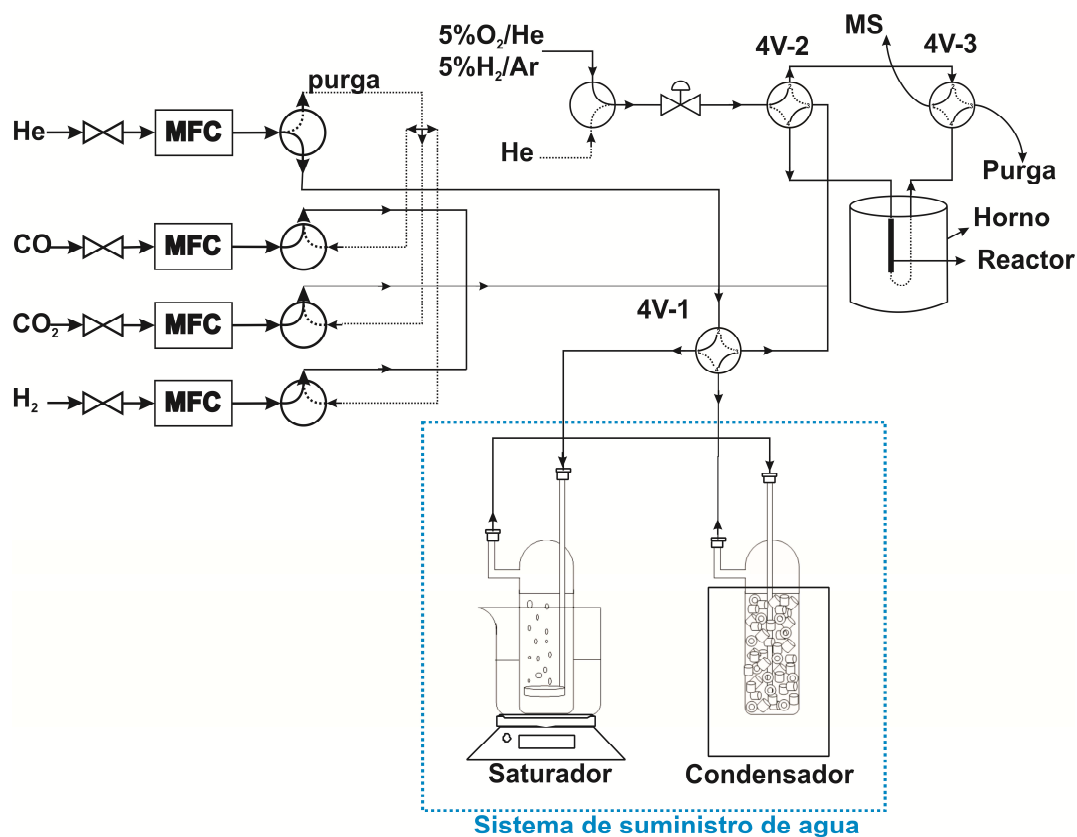 MS
5%O₂/He
5%H₂/Ar
4V-2
4V-3
purga
He
MFC
He
Purga
Horno
Reactor
CO
MFC
CO₂
MFC
4V-1
H₂
MFC
Saturador
Condensador
Sistema de suministro de agua